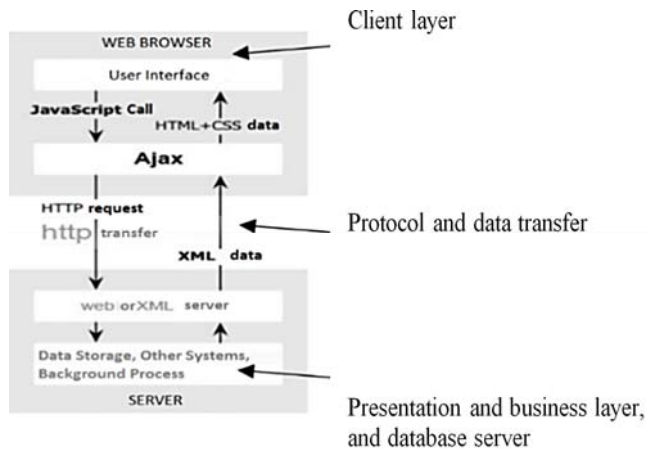 Client layer
WEB BROWSER
User Interface
JavaScript Call
HTML+CSS data
Ajax
HTTP request
http transfer
Protocol and data transfer
XML data
web orXML server
Data Storage, Other Systems,
Background Process
SERVER
Presentation and business layer,
and database server